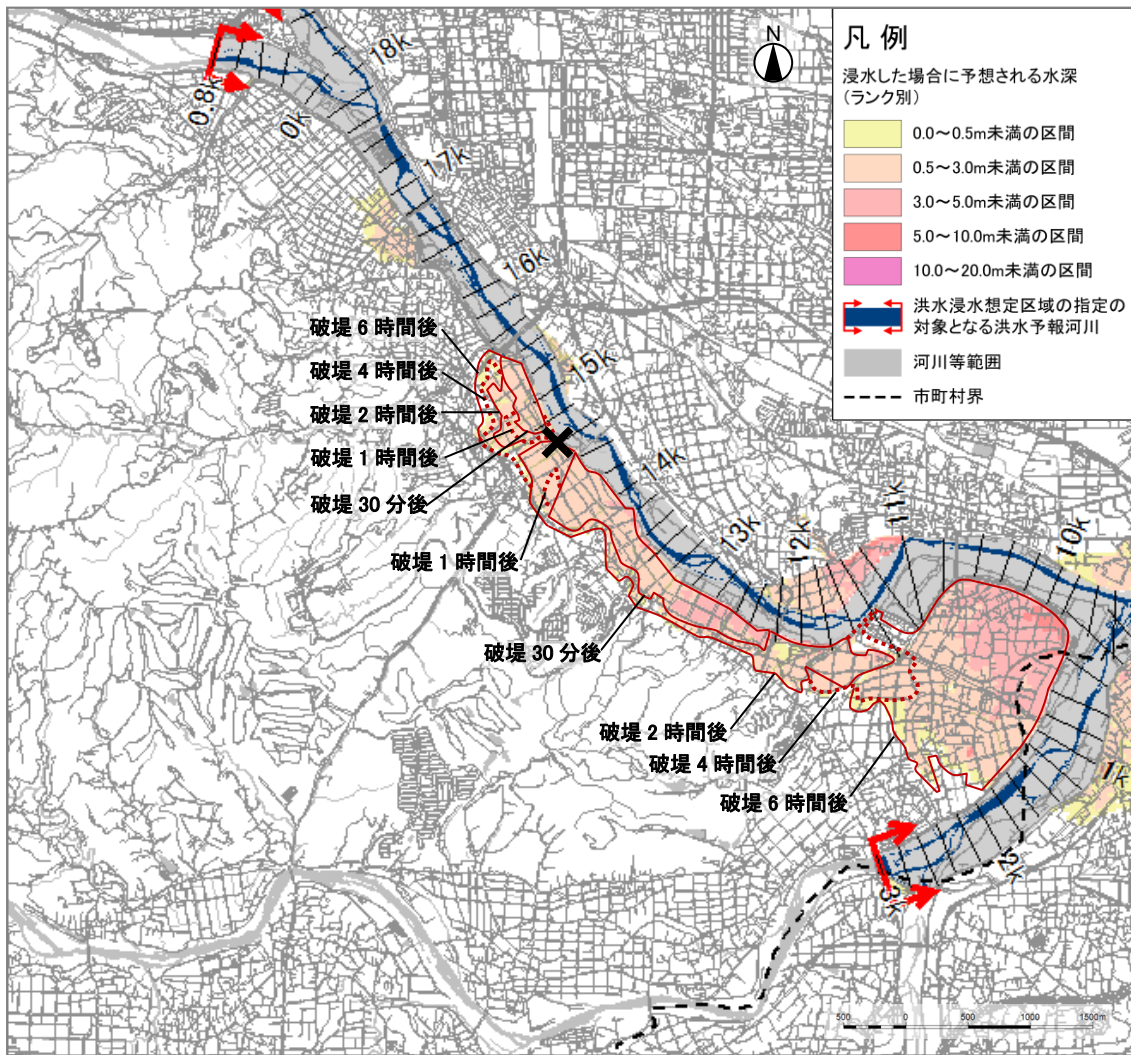 凡 例
浸水した場合に予想される水深
(ランク別)
0.0～0.5m未満の区間
0.5～3.0m未満の区間
3.0～5.0m未満の区間
5.0～10.0m未満の区間
10.0～20.0m未満の区間
洪水浸水想定区域の指定の
対象となる洪水予報河川
河川等範囲
市町村界
N
18k
0.8k
0k
17k
16k
15k
14k
13k
12k
11k
10k
破堤 6 時間後
破堤 4 時間後
破堤 2 時間後
破堤 1 時間後
破堤 30 分後
破堤 1 時間後
破堤 30 分後
破堤 2 時間後
破堤 4 時間後
破堤 6 時間後
1k
2k
3k
500 0 500 1000 1500m